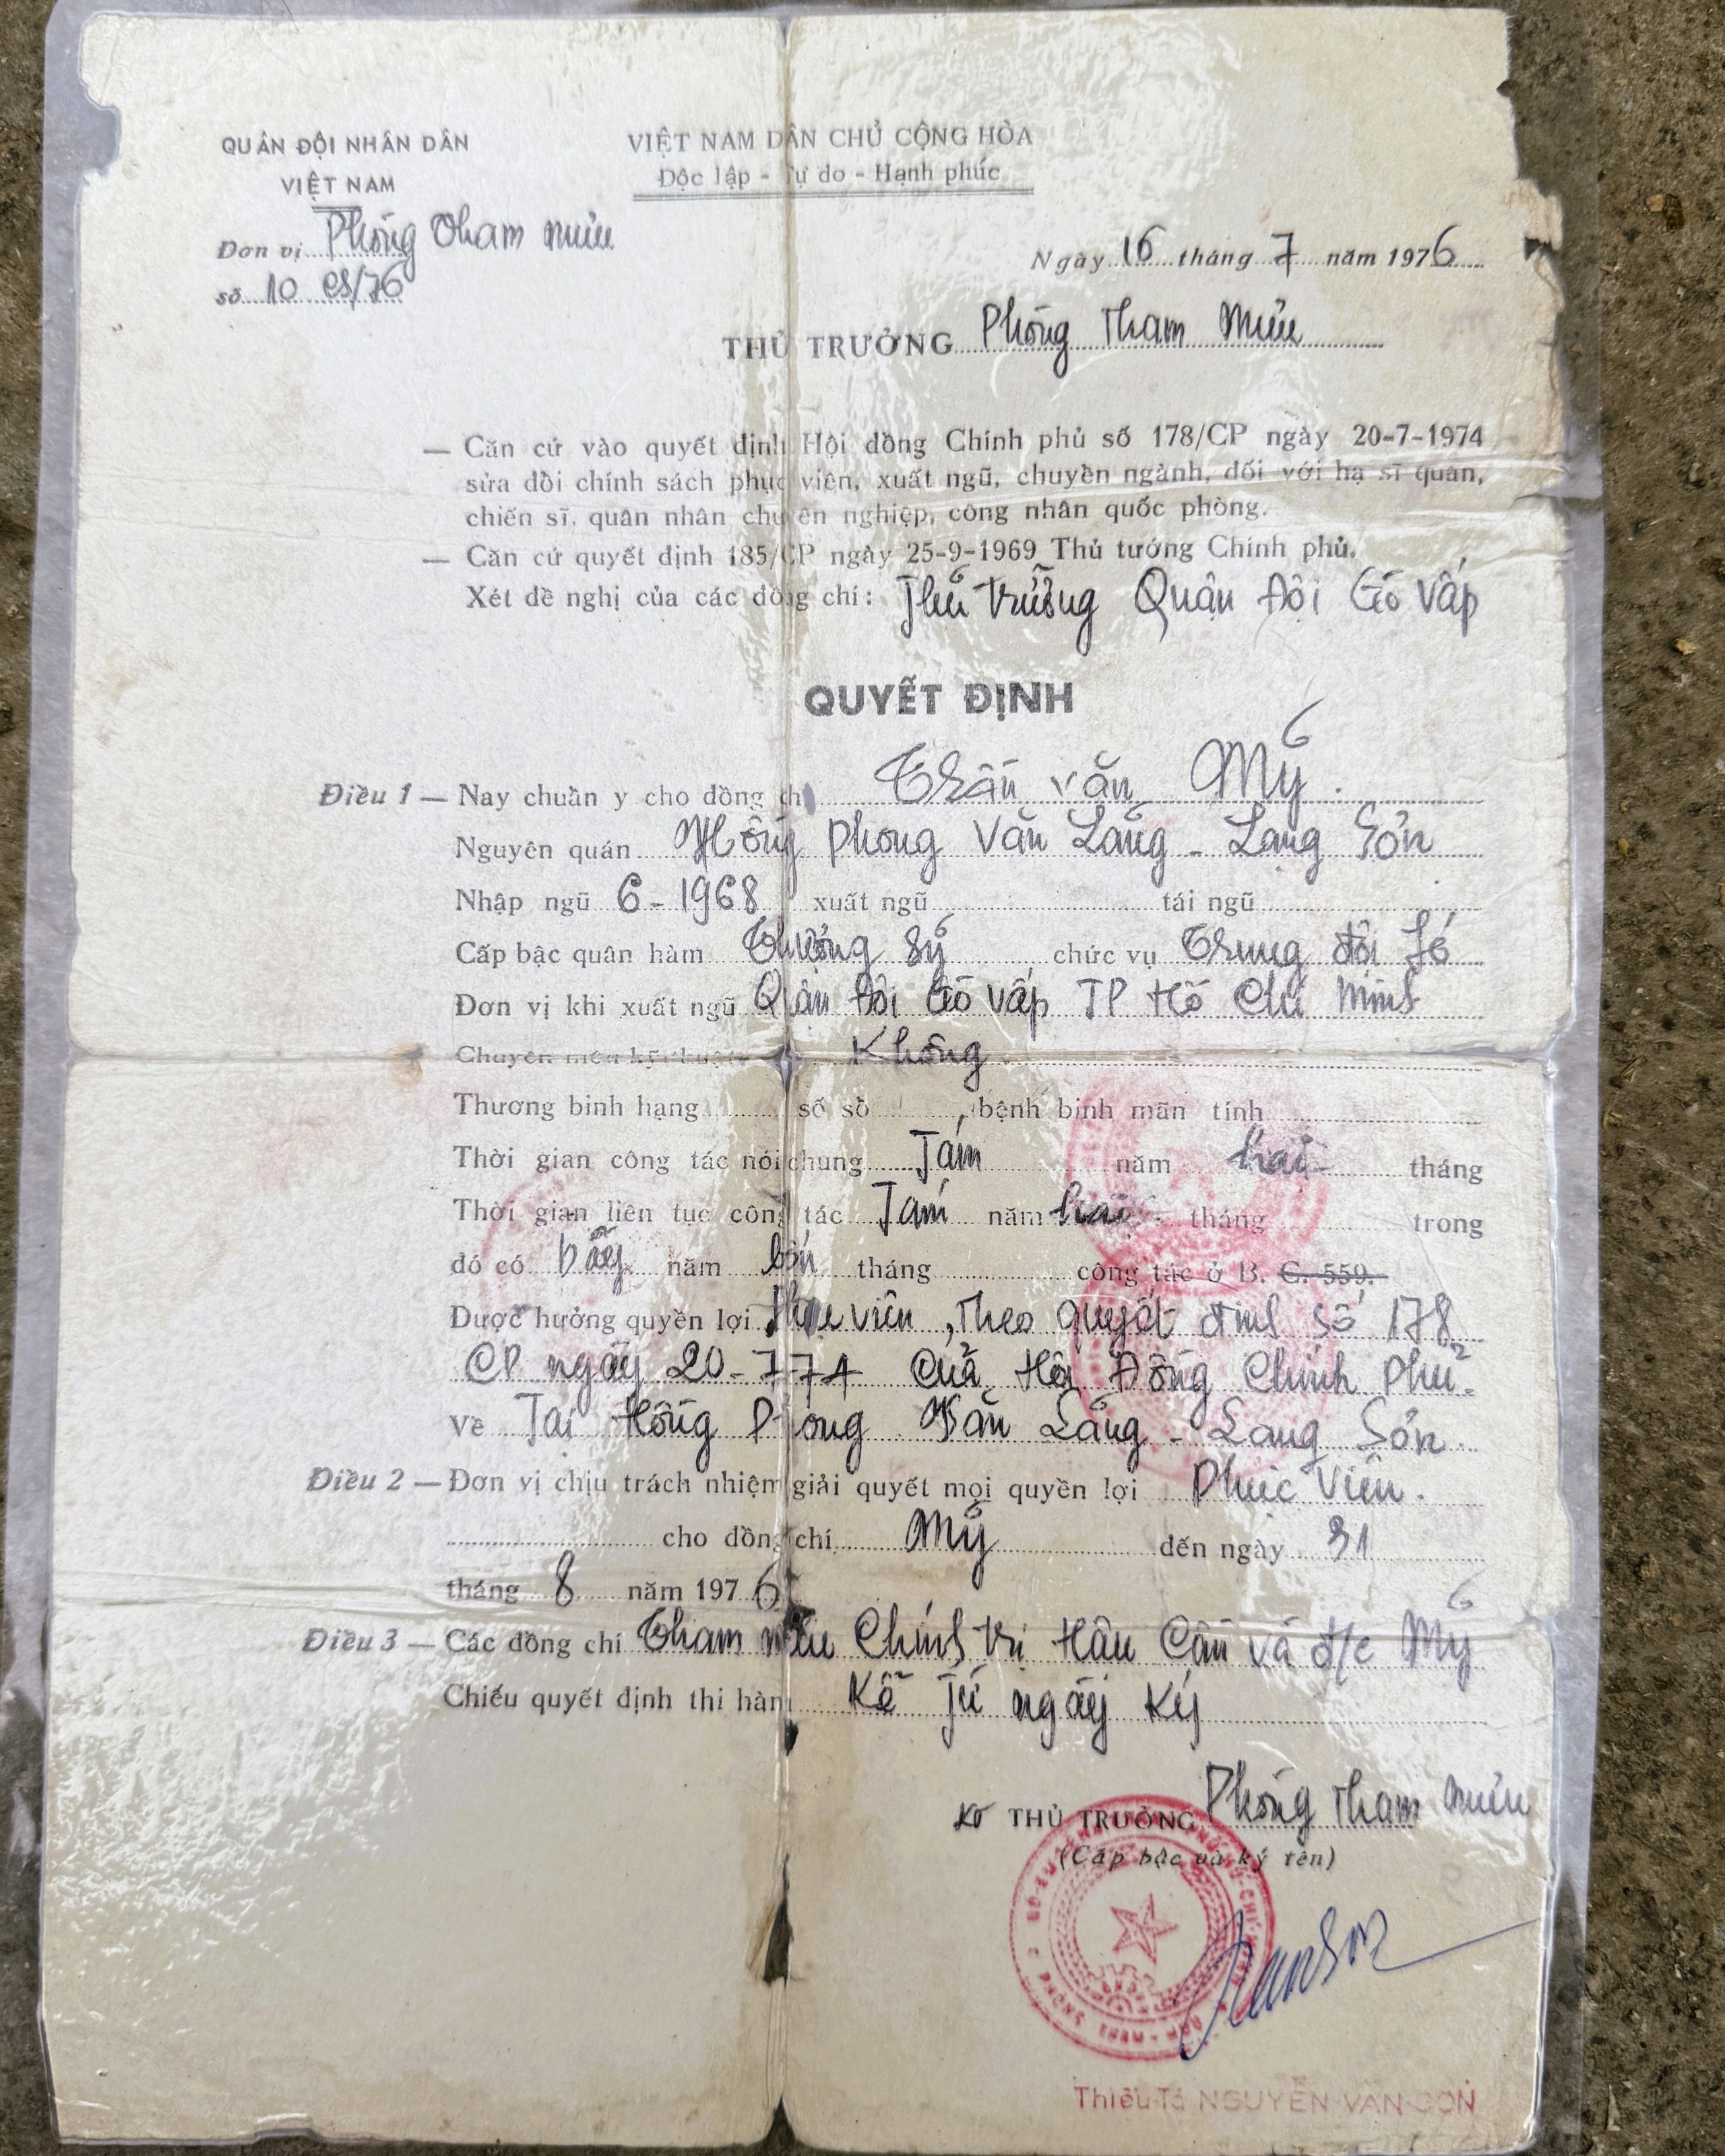 QUÂN ĐỘI NHÂN DÂN
VIỆT NAM
VIỆT NAM DÂN CHỦ CỘNG HÒA
Độc lập - Tự do - Hạnh phúc
Đơn vị Phòng Tham mưu
số 10 /76
Ngày 16 tháng 7 năm 1976
THỦ TRƯỞNG Phòng Tham Mưu
— Căn cứ vào quyết định Hội đồng Chính phủ số 178/CP ngày 20-7-1974
sửa đổi chính sách phục viên, xuất ngũ, chuyển ngành, đối với hạ sĩ quan,
chiến sĩ, quân nhân chuyên nghiệp, công nhân quốc phòng.
— Căn cứ quyết định 185/CP ngày 25-9-1969 Thủ tướng Chính phủ.
Xét đề nghị của các đồng chí: Thủ trưởng Quận Đội Gò Vấp
QUYẾT ĐỊNH
Điều 1 — Nay chuẩn y cho đồng ch Trần văn Mỷ.
Nguyên quán Hồng Phong Văn Lãng - Lạng Sơn
Nhập ngũ 6-1968 xuất ngũ tái ngũ
Cấp bậc quân hàm Thượng sỷ chức vụ Trung đội fó
Đơn vị khi xuất ngũ Quận Đội Gò Vấp TP Hồ Chí Minh
Chuyên môn kỹ thuật Không.
Thương binh hạng số sổ , bệnh binh mãn tính
Thời gian công tác nói chung Tám năm hai tháng
Thời gian liên tục công tác Tám năm hai tháng trong
đó có bảy năm bốn tháng công tác ở B. C. 559.
Được hưởng quyền lợi viên, Theo quyết định số 178
CP ngày 20-7-74 Của Hội Đồng Chính Phủ.
Về Tại Hồng Phong Văn Lãng - Lạng Sơn.
Điều 2 — Đơn vị chịu trách nhiệm giải quyết mọi quyền lợi Phục Viên.
cho đồng chí Mỷ đến ngày 31
tháng 8 năm 1976
Điều 3 — Các đồng chí Tham mưu Chính trị Hậu Cần và đ/c Mỷ
Chiếu quyết định thi hàn Kể Từ ngày Ký
THỦ TRƯỞNG Phòng Tham Mưu
(Cấp bậc và ký tên)
Thiếu-Tá NGUYỄN VĂN